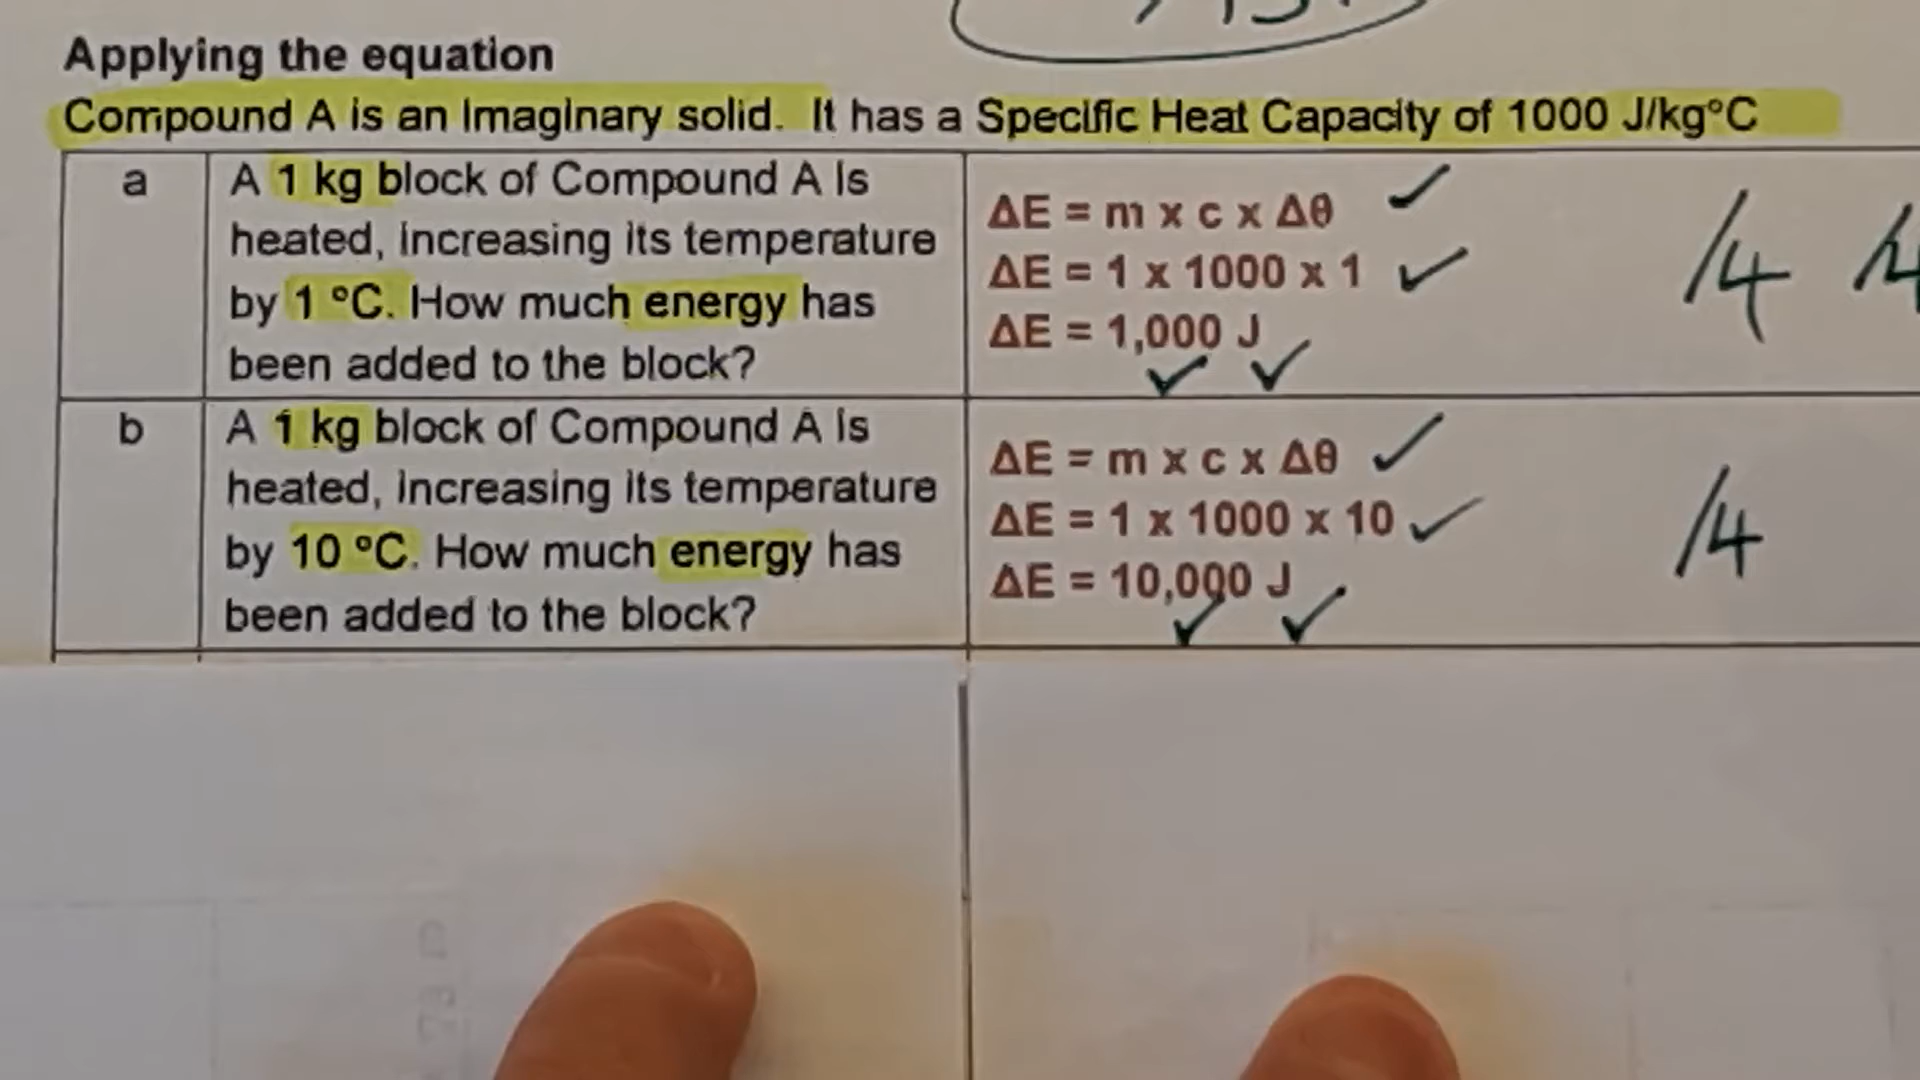 Applying the equation
Compound A is an imaginary solid. It has a Specific Heat Capacity of 1000 J/kg°C
a
A 1 kg block of Compound A is
heated, increasing its temperature
by 1 °C. How much energy has
been added to the block?
ΔE = m x c x Δθ ✓
ΔE = 1 x 1000 x 1 ✓
ΔE = 1,000 J
✓ ✓
/4
b
A 1 kg block of Compound A is
heated, increasing its temperature
by 10 °C. How much energy has
been added to the block?
ΔE = m x c x Δθ ✓
ΔE = 1 x 1000 x 10 ✓
ΔE = 10,000 J
✓ ✓
/4